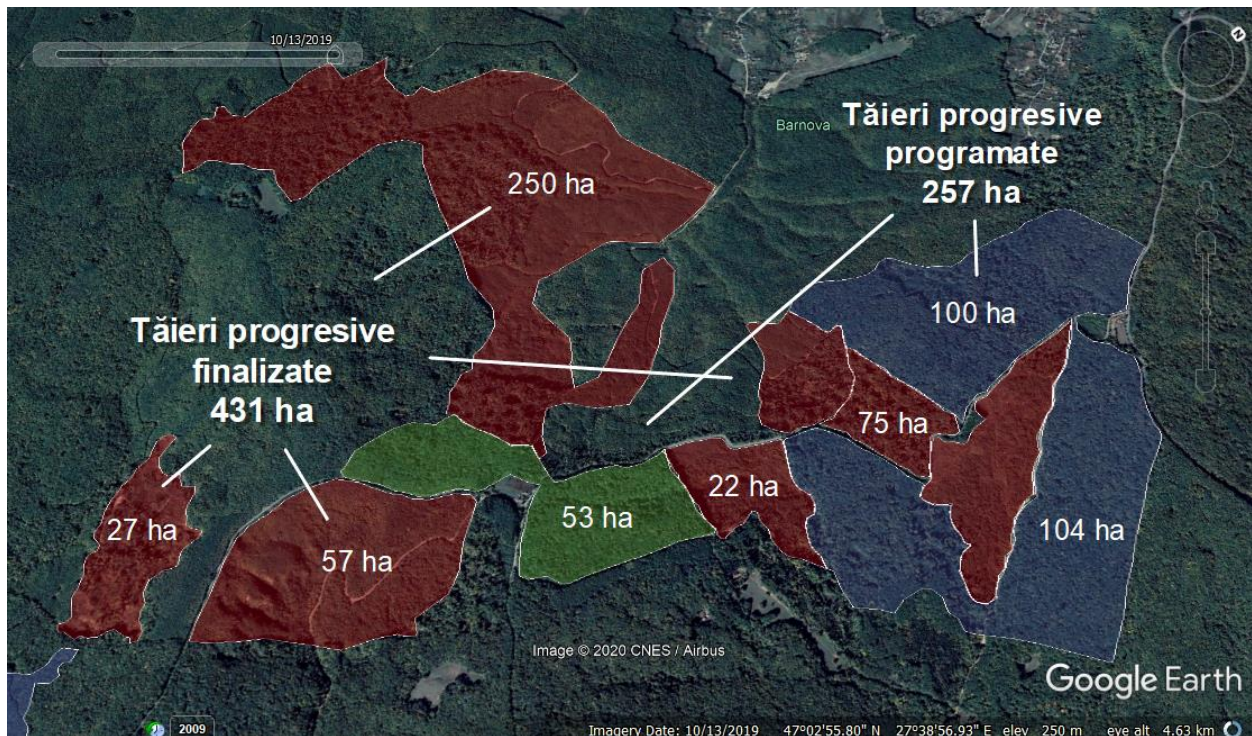 10/13/2019
Barnova
Tăieri progresive
programate
257 ha
250 ha
100 ha
Tăieri progresive
finalizate
431 ha
75 ha
22 ha
53 ha
104 ha
27 ha
57 ha
Image © 2020 CNES / Airbus
Google Earth
2009
Imagery Date: 10/13/2019 47°02'55.80" N 27°38'56.93" E elev 250 m eye alt 4.63 km